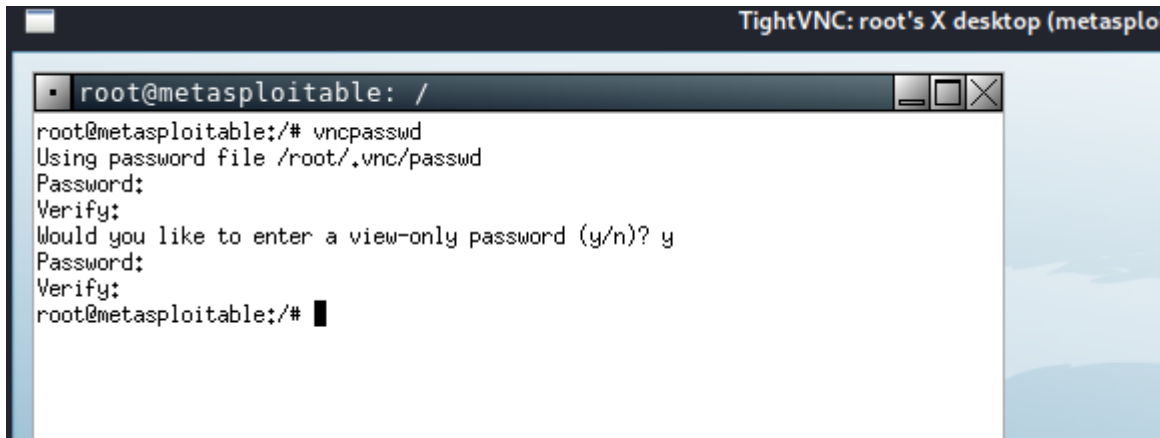 TightVNC: root's X desktop (metasplo
root@metasploitable: /
root@metasploitable:/# vncpasswd
Using password file /root/.vnc/passwd
Password:
Verify:
Would you like to enter a view-only password (y/n)? y
Password:
Verify:
root@metasploitable:/#